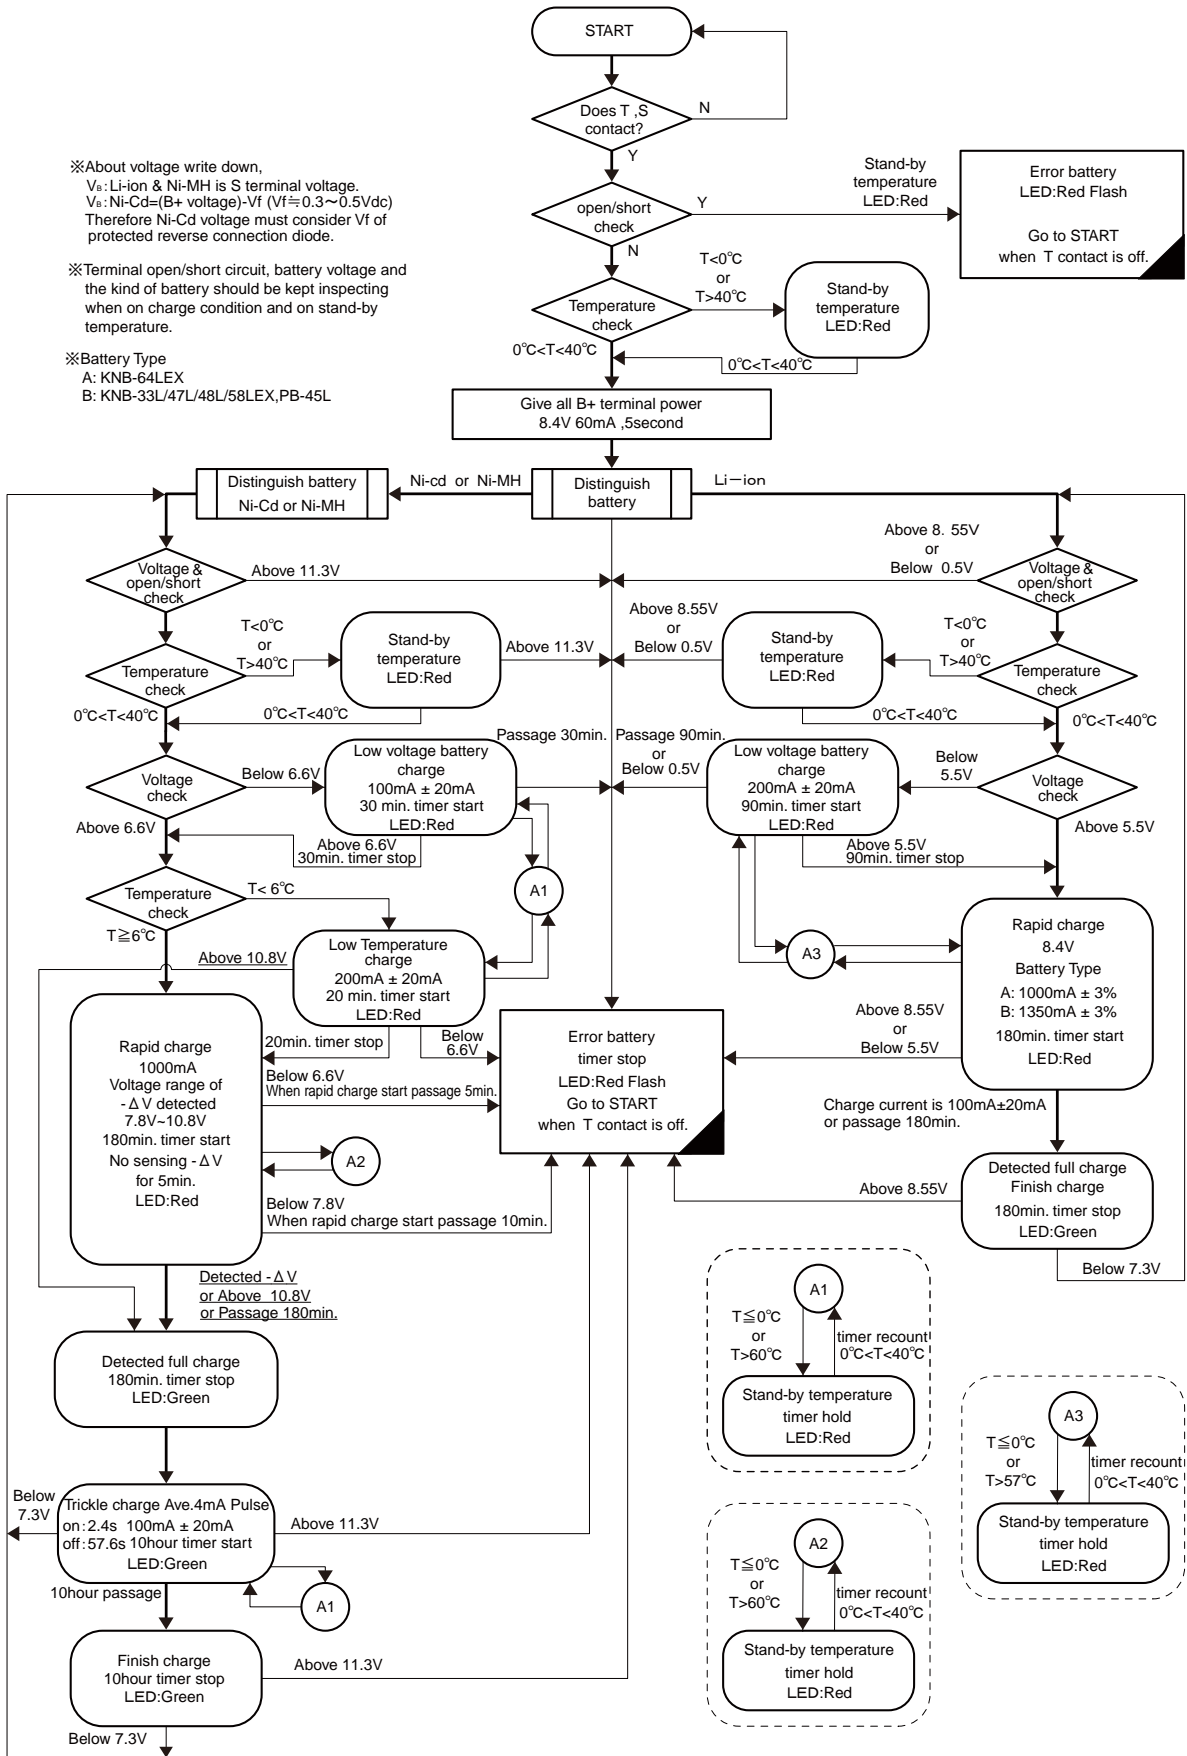 START
Does T ,S
contact?
N
Y
※About voltage write down,
VB:Li-ion & Ni-MH is S terminal voltage.
VB:Ni-Cd=(B+ voltage)-Vf (Vf≒0.3～0.5Vdc)
Therefore Ni-Cd voltage must consider Vf of
protected reverse connection diode.
※Terminal open/short circuit, battery voltage and
the kind of battery should be kept inspecting
when on charge condition and on stand-by
temperature.
※Battery Type
A: KNB-64LEX
B: KNB-33L/47L/48L/58LEX,PB-45L
open/short
check
Y
N
Stand-by
temperature
LED:Red
Error battery
LED:Red Flash
Go to START
when T contact is off.
Temperature
check
T<0℃
or
T>40℃
Stand-by
temperature
LED:Red
0℃<T<40℃
0℃<T<40℃
Give all B+ terminal power
8.4V 60mA ,5second
Distinguish battery
Ni-Cd or Ni-MH
Ni-cd or Ni-MH
Distinguish
battery
Li－ion
Voltage &
open/short
check
Above 11.3V
Above 8. 55V
or
Below 0.5V
Voltage &
open/short
check
Temperature
check
T<0℃
or
T>40℃
Stand-by
temperature
LED:Red
Above 11.3V
Above 8.55V
or
Below 0.5V
Stand-by
temperature
LED:Red
T<0℃
or
T>40℃
Temperature
check
0℃<T<40℃
0℃<T<40℃
0℃<T<40℃
0℃<T<40℃
Voltage
check
Below 6.6V
Low voltage battery
charge
100mA ± 20mA
30 min. timer start
LED:Red
Passage 30min.
Passage 90min.
or
Below 0.5V
Low voltage battery
charge
200mA ± 20mA
90min. timer start
LED:Red
Below
5.5V
Voltage
check
Above 6.6V
Above 6.6V
30min. timer stop
Above 5.5V
90min. timer stop
Above 5.5V
Temperature
check
T< 6℃
A1
T≧6℃
Above 10.8V
Low Temperature
charge
200mA ± 20mA
20 min. timer start
LED:Red
A3
Rapid charge
8.4V
Battery Type
A: 1000mA ± 3%
B: 1350mA ± 3%
180min. timer start
LED:Red
20min. timer stop
Below
6.6V
Rapid charge
1000mA
Voltage range of
-ΔV detected
7.8V~10.8V
180min. timer start
No sensing -ΔV
for 5min.
LED:Red
Below 6.6V
When rapid charge start passage 5min.
A2
Below 7.8V
When rapid charge start passage 10min.
Error battery
timer stop
LED:Red Flash
Go to START
when T contact is off.
Above 8.55V
or
Below 5.5V
Charge current is 100mA±20mA
or passage 180min.
Above 8.55V
Detected full charge
Finish charge
180min. timer stop
LED:Green
Below 7.3V
Detected -ΔV
or Above 10.8V
or Passage 180min.
Detected full charge
180min. timer stop
LED:Green
Below
7.3V
Trickle charge Ave.4mA Pulse
on:2.4s 100mA ± 20mA
off:57.6s 10hour timer start
LED:Green
Above 11.3V
A1
10hour passage
Finish charge
10hour timer stop
LED:Green
Above 11.3V
Below 7.3V
A1
T≦0℃
or
T>60℃
timer recount
0℃<T<40℃
Stand-by temperature
timer hold
LED:Red
A2
T≦0℃
or
T>60℃
timer recount
0℃<T<40℃
Stand-by temperature
timer hold
LED:Red
A3
T≦0℃
or
T>57℃
timer recount
0℃<T<40℃
Stand-by temperature
timer hold
LED:Red